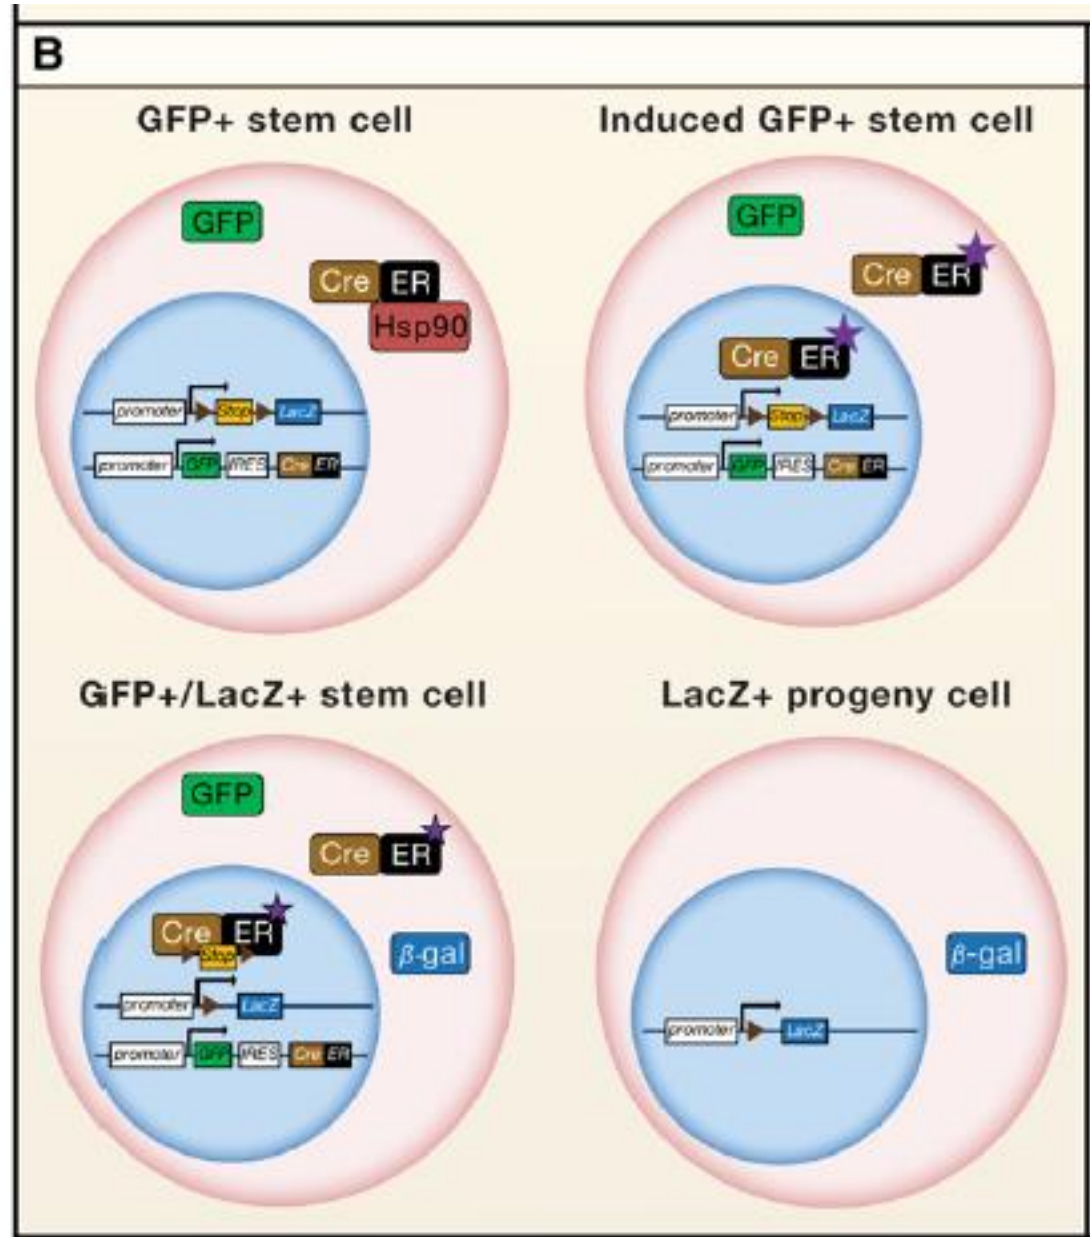 B
GFP+ stem cell
GFP
Cre ER
Hsp90
promoter Stop LacZ
promoter GFP IRES Cre ER
Induced GFP+ stem cell
GFP
Cre ER
Cre ER
promoter Stop LacZ
promoter GFP IRES Cre ER
GFP+/LacZ+ stem cell
GFP
Cre ER
Cre ER
Stop
β-gal
promoter LacZ
promoter GFP IRES Cre ER
LacZ+ progeny cell
β-gal
promoter LacZ